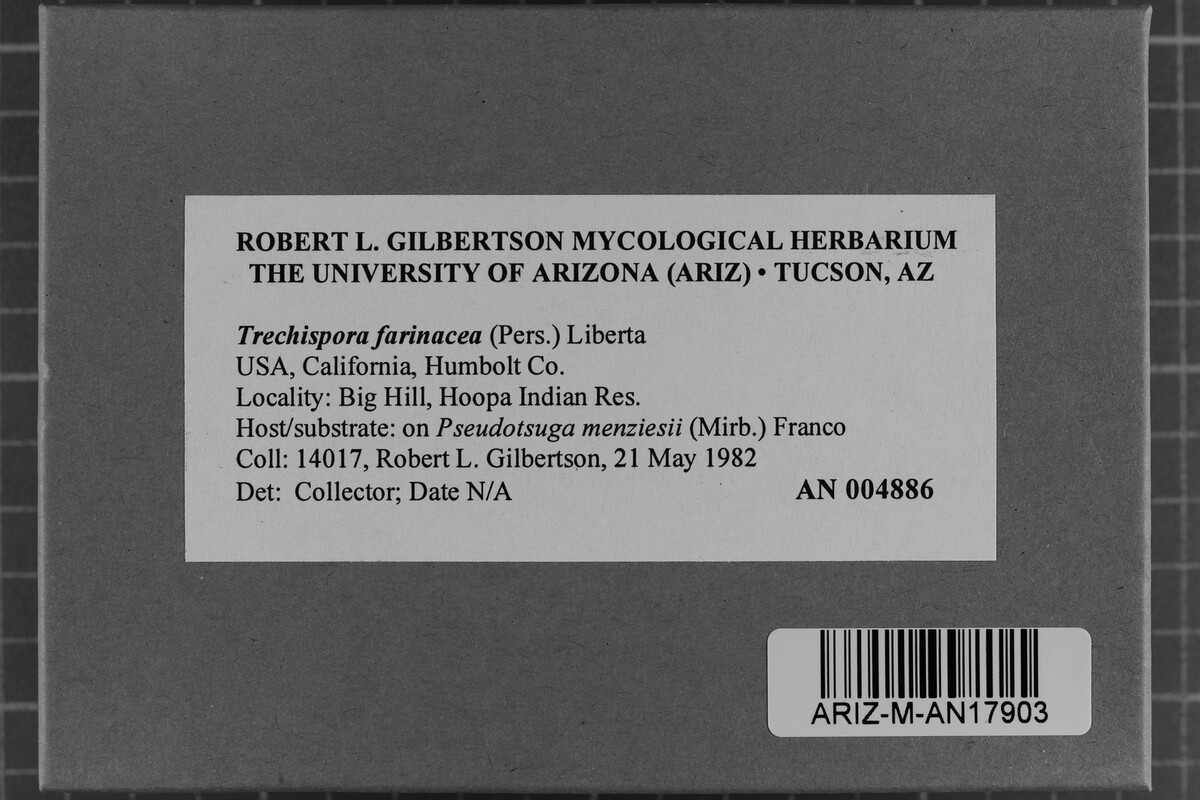 ROBERT L. GILBERTSON MYCOLOGICAL HERBARIUM
THE UNIVERSITY OF ARIZONA (ARIZ) • TUCSON, AZ
Trechispora farinacea (Pers.) Liberta
USA, California, Humbolt Co.
Locality: Big Hill, Hoopa Indian Res.
Host/substrate: on Pseudotsuga menziesii (Mirb.) Franco
Coll: 14017, Robert L. Gilbertson, 21 May 1982
Det: Collector; Date N/A AN 004886
ARIZ-M-AN17903